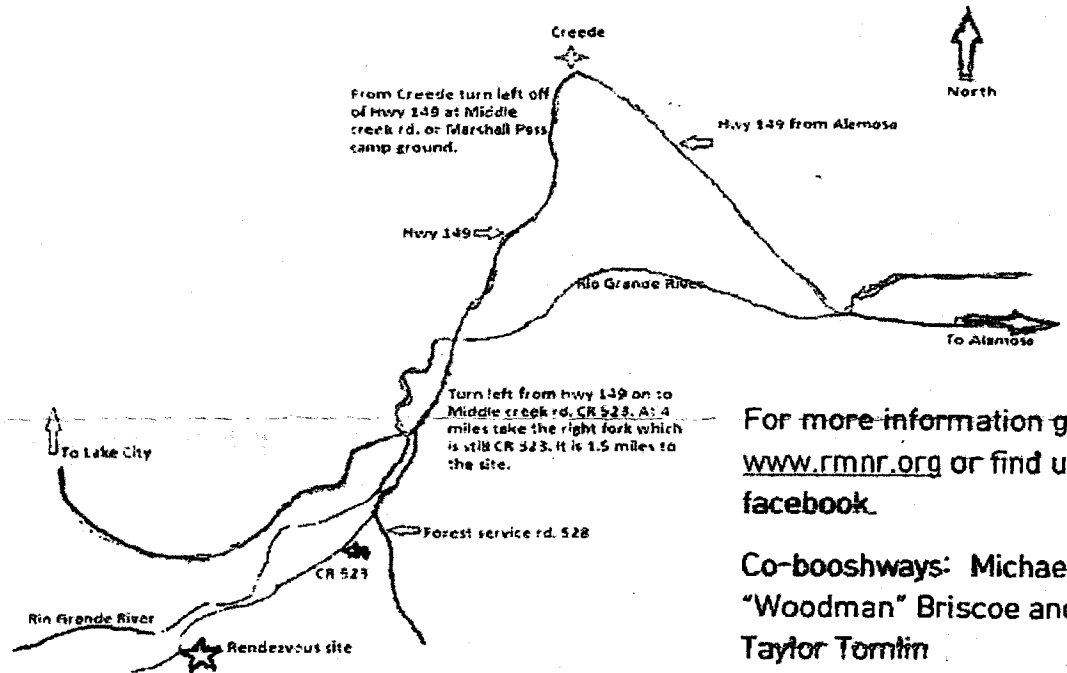 Creede
North
From Creede turn left off
of Hwy 149 at Middle
creek rd. or Marshall Pass
camp ground.
Hwy 149 from Alamosa
Hwy 149
Rio Grande River
To Alamosa
Turn left from hwy 149 on to
Middle creek rd. CR 523. At 4
miles take the right fork which
is still CR 523. It is 1.5 miles to
the site.
To Lake City
Forest service rd. 528
CR 523
Rio Grande River
Rendezvous site
For more information g
www.rmnr.org or find u
facebook.
Co-booshways: Michae
"Woodman" Briscoe and
Taylor Tomlin